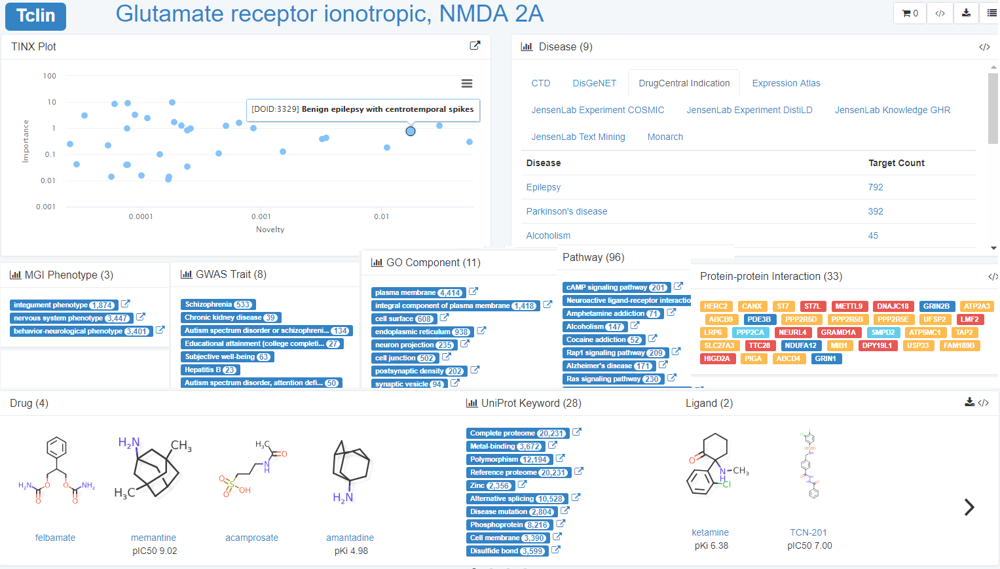 Tclin
Glutamate receptor ionotropic, NMDA 2A
0
</>
TINX Plot
100
10
1
0.1
0.01
0.001
Importance
[DOID:3329] Benign epilepsy with centrotemporal spikes
0.0001
0.001
0.01
Novelty
Disease (9)
</>
CTD
DisGeNET
DrugCentral Indication
Expression Atlas
JensenLab Experiment COSMIC
JensenLab Experiment DistiLD
JensenLab Knowledge GHR
JensenLab Text Mining
Monarch
Disease Target Count
Epilepsy 792
Parkinson's disease 392
Alcoholism 45
MGI Phenotype (3)
integument phenotype 1,874
nervous system phenotype 3,447
behavior-neurological phenotype 3,401
GWAS Trait (8)
Schizophrenia 533
Chronic kidney disease 39
Autism spectrum disorder or schizophreni... 134
Educational attainment (college completi... 27
Subjective well-being 63
Hepatitis B 23
Autism spectrum disorder, attention defi... 50
GO Component (11)
plasma membrane 4,414
integral component of plasma membrane 1,418
cell surface 608
endoplasmic reticulum 938
neuron projection 235
cell junction 502
postsynaptic density 202
synaptic vesicle 94
Pathway (96)
cAMP signaling pathway 201
Neuroactive ligand-receptor interactio
Amphetamine addiction 71
Alcoholism 147
Cocaine addiction 52
Rap1 signaling pathway 209
Alzheimer's disease 171
Ras signaling pathway 230
Protein-protein Interaction (33)
</>
HERC2 CANX ST7 ST7L METTL9 DNAJC18 GRIN2B ATP2A3
ABCB9 PDE3B PPP2R5D PPP2R5B PPP2R5E UFSP2 LMF2
LRP6 PPP2CA NEURL4 GRAMD1A SMPD2 ATP5MC1 TAP2
SLC27A3 TTC28 NDUFA12 MIB1 DPY19L1 USP33 FAM189B
HIGD2A PIGA ABCD4 GRIN1
Drug (4)
H₂N O O O O NH₂
felbamate
H₂N CH₃ H₃C
memantine
pIC50 9.02
H₃C O N H O S O OH
acamprosate
H₂N
amantadine
pKi 4.98
UniProt Keyword (28)
Complete proteome 20,231
Metal-binding 3,672
Polymorphism 12,194
Reference proteome 20,231
Zinc 2,356
Alternative splicing 10,528
Disease mutation 2,804
Phosphoprotein 8,216
Cell membrane 3,390
Disulfide bond 3,599
Ligand (2)
</>
O N H CH₃ Cl
ketamine
pKi 6.38
TCN-201
pIC50 7.00